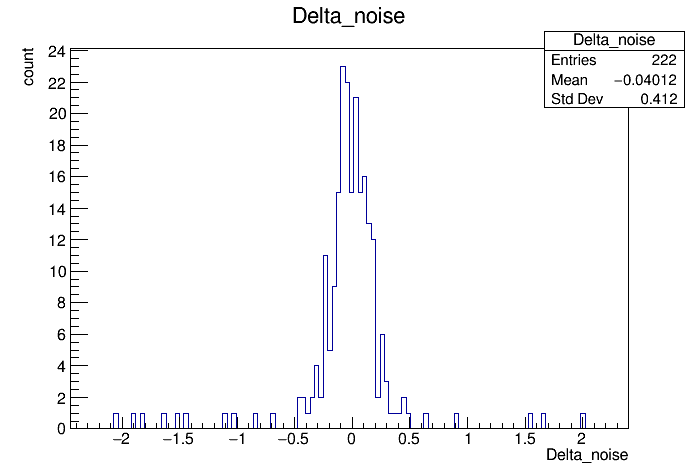 Delta_noise
Delta_noise
Entries 222
Mean −0.04012
Std Dev 0.412
count
24
22
20
18
16
14
12
10
8
6
4
2
0
−2 −1.5 −1 −0.5 0 0.5 1 1.5 2
Delta_noise